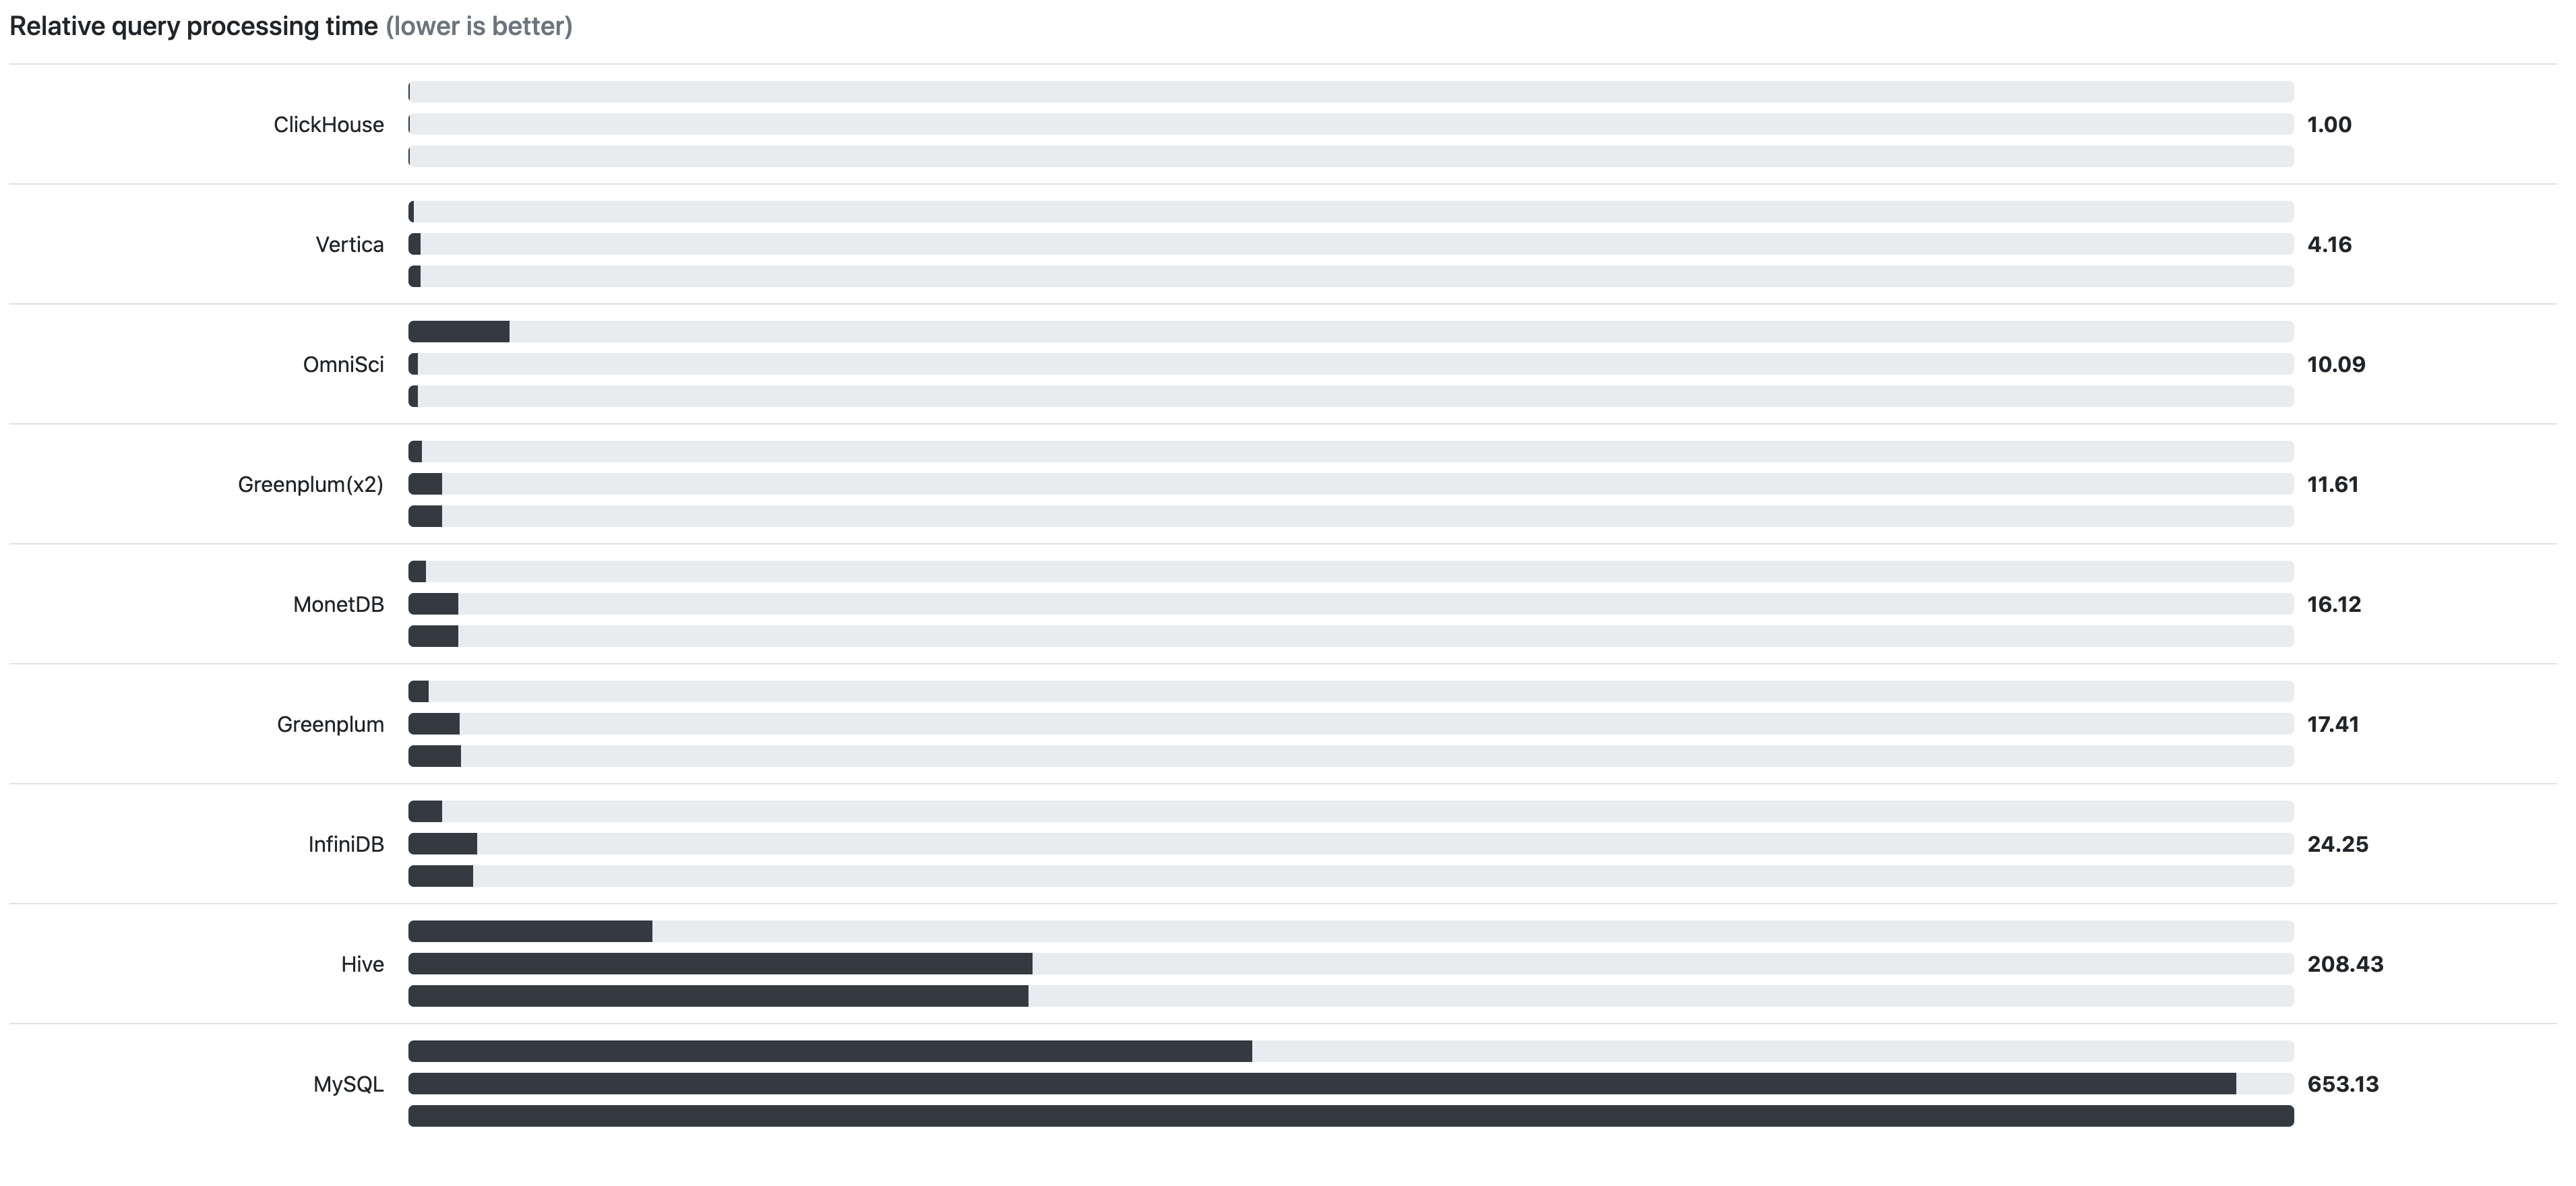 Relative query processing time (lower is better)
ClickHouse 1.00
Vertica 4.16
OmniSci 10.09
Greenplum(x2) 11.61
MonetDB 16.12
Greenplum 17.41
InfiniDB 24.25
Hive 208.43
MySQL 653.13